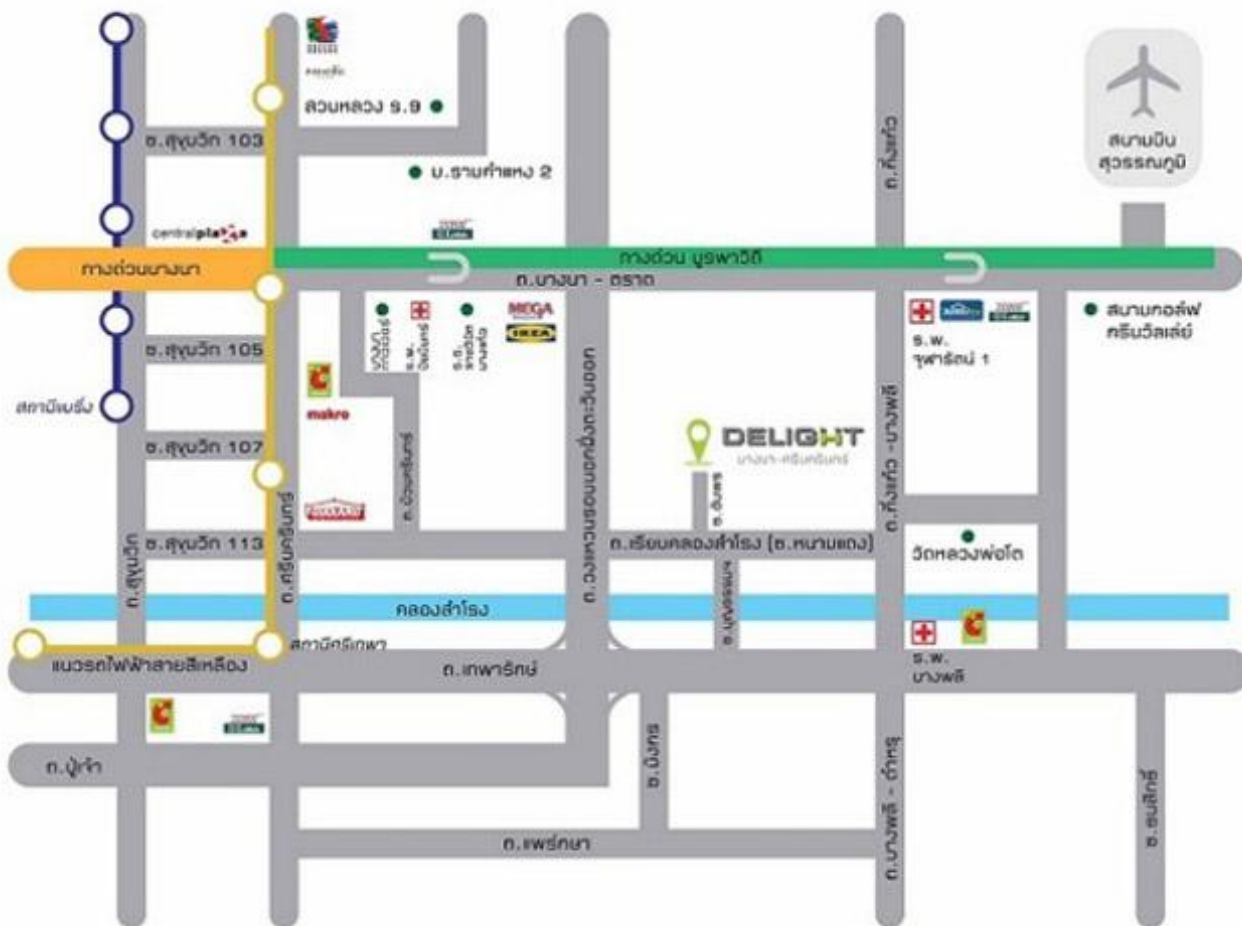 สวนหลวง ร.9
ซ.สุขุมวิท 103
ม.รามคำแหง 2
ถ.กิ่งแก้ว
สนามบิน
สุวรรณภูมิ
centralplaza
ทางด่วนบางนา
ทางด่วน บูรพาวิถี
ถ.บางนา - ตราด
ซ.สุขุมวิท 105
MEGA
IKEA
ร.พ.
จุฬารัตน์ 1
สนามกอล์ฟ
กรีนวัลเล่ย์
สถานีแบริ่ง
makro
ซ.สุขุมวิท 107
DELIGHT
บางนา-ศรีนครินทร์
ถ.วงแหวนรอบนอกฝั่งตะวันออก
ถ.กิ่งแก้ว -บางพลี
ถ.สุขุมวิท
ถ.ศรีนครินทร์
ซ.สุขุมวิท 113
ถ.เรียบคลองสำโรง (ซ.หนามแดง)
วัดหลวงพ่อโต
คลองสำโรง
สถานีศรีเทพา
แนวรถไฟฟ้าสายสีเหลือง
ถ.เทพารักษ์
ร.พ.
บางพลี
ถ.ปู่เจ้า
ซ.มังกร
ถ.บางพลี - ตำหรุ
ซ.ธนสิทธิ์
ถ.แพรกษา